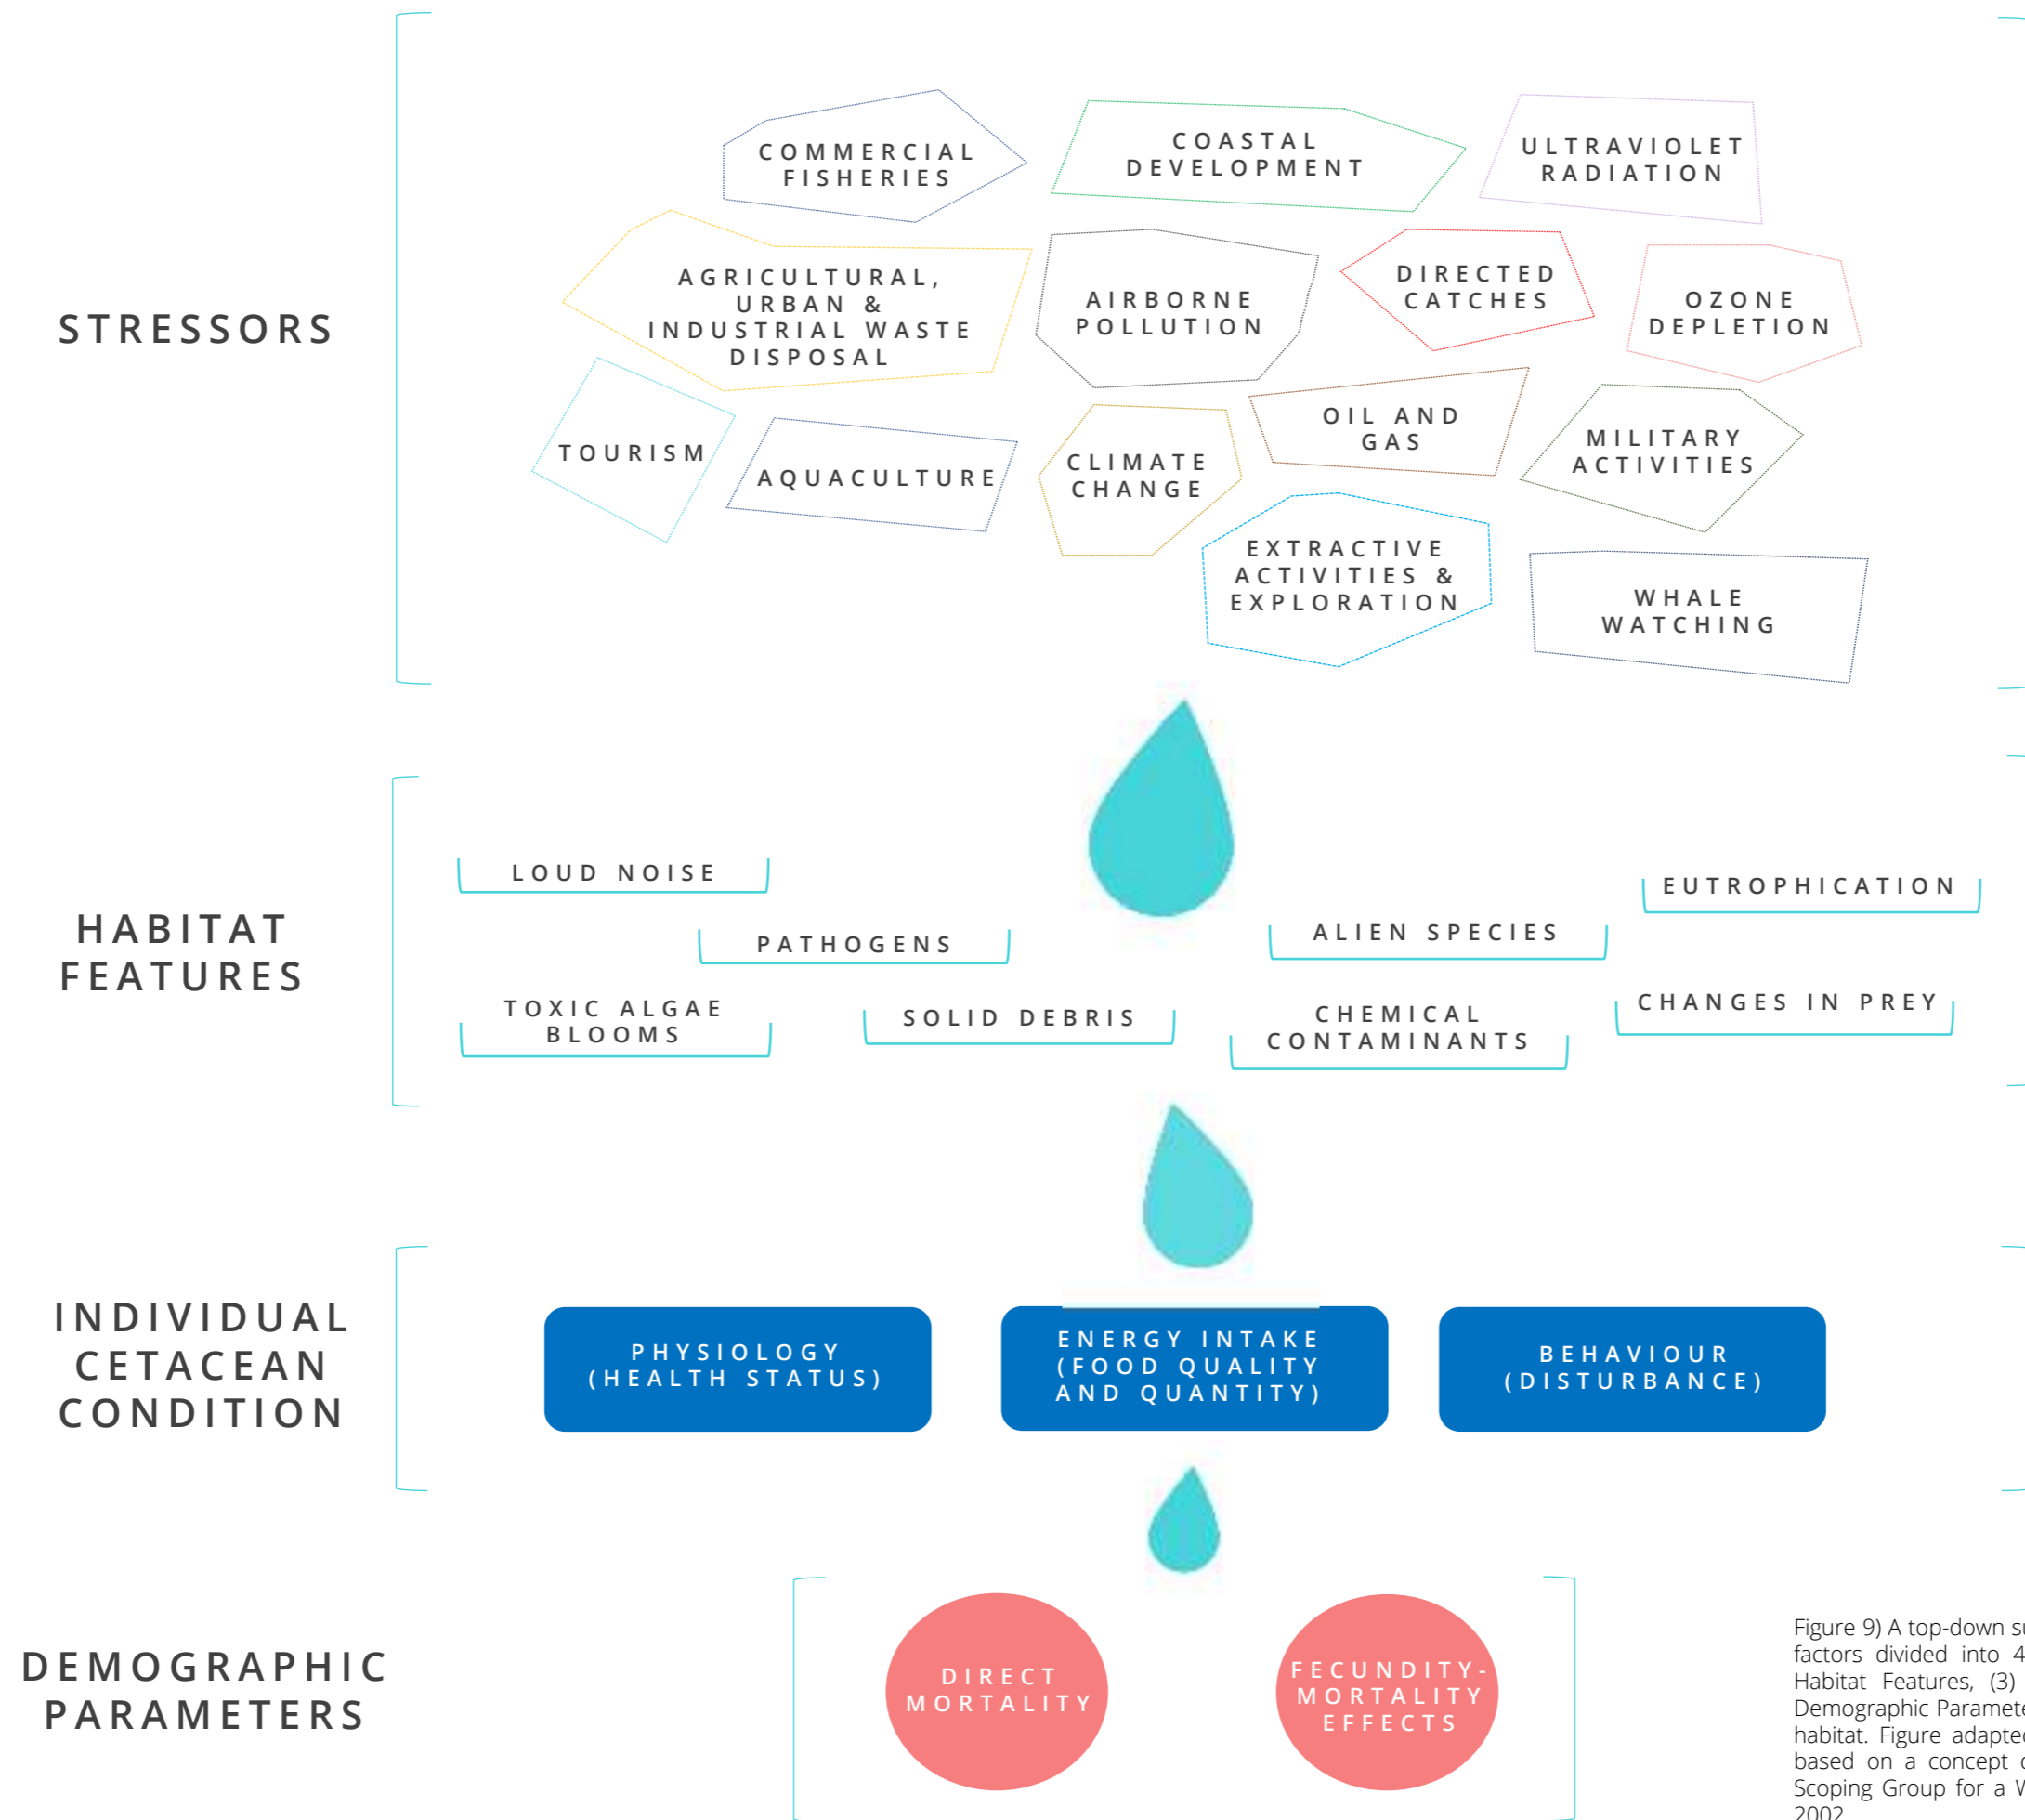 STRESSORS
COMMERCIAL
FISHERIES
COASTAL
DEVELOPMENT
ULTRAVIOLET
RADIATION
AGRICULTURAL,
URBAN &
INDUSTRIAL WASTE
DISPOSAL
AIRBORNE
POLLUTION
DIRECTED
CATCHES
OZONE
DEPLETION
TOURISM
AQUACULTURE
CLIMATE
CHANGE
OIL AND
GAS
MILITARY
ACTIVITIES
EXTRACTIVE
ACTIVITIES &
EXPLORATION
WHALE
WATCHING
HABITAT
FEATURES
LOUD NOISE
PATHOGENS
ALIEN SPECIES
EUTROPHICATION
TOXIC ALGAE
BLOOMS
SOLID DEBRIS
CHEMICAL
CONTAMINANTS
CHANGES IN PREY
INDIVIDUAL
CETACEAN
CONDITION
PHYSIOLOGY
(HEALTH STATUS)
ENERGY INTAKE
(FOOD QUALITY
AND QUANTITY)
BEHAVIOUR
(DISTURBANCE)
DEMOGRAPHIC
PARAMETERS
DIRECT
MORTALITY
FECUNDITY-
MORTALITY
EFFECTS
Figure 9) A top-down
factors divided into 4
Habitat Features, (3)
Demographic
habitat. Figure adapted
based on a concept
Scoping Group for a
2002